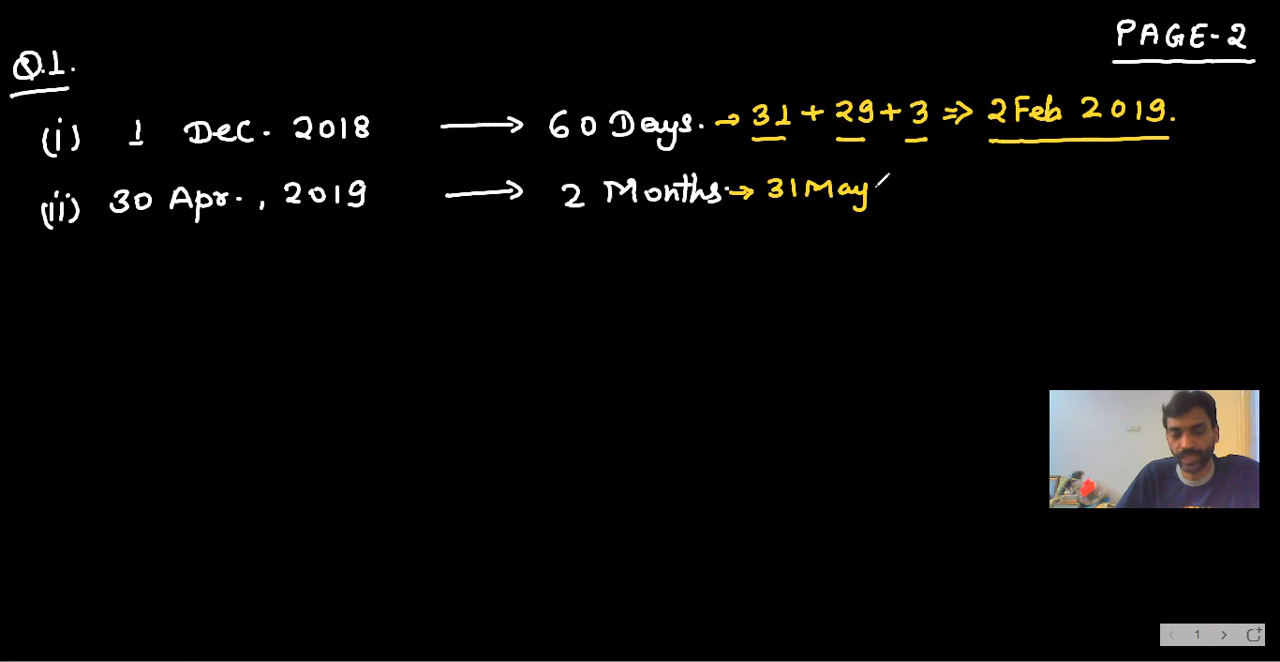 PAGE-2
Q.1.
(i) 1 Dec. 2018 → 60 Days. → 31 + 29 + 3 => 2 Feb 2019.
(ii) 30 Apr., 2019 → 2 Months. → 31 May
1